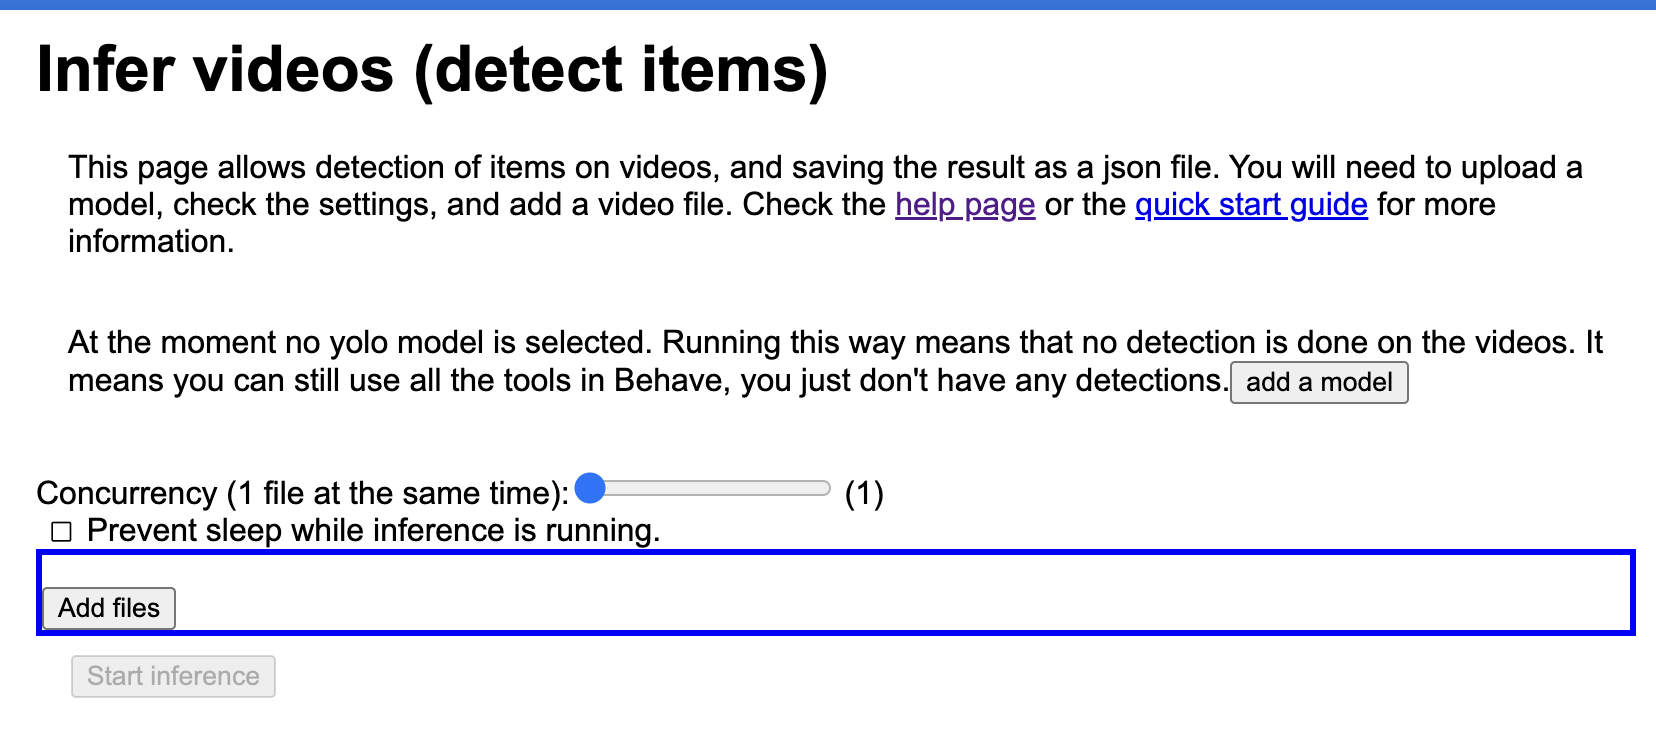 Infer videos (detect items)
This page allows detection of items on videos, and saving the result as a json file. You will need to upload a
model, check the settings, and add a video file. Check the help page or the quick start guide for more
information.
At the moment no yolo model is selected. Running this way means that no detection is done on the videos. It
means you can still use all the tools in Behave, you just don't have any detections. add a model
Concurrency (1 file at the same time): (1)
Prevent sleep while inference is running.
Add files
Start inference